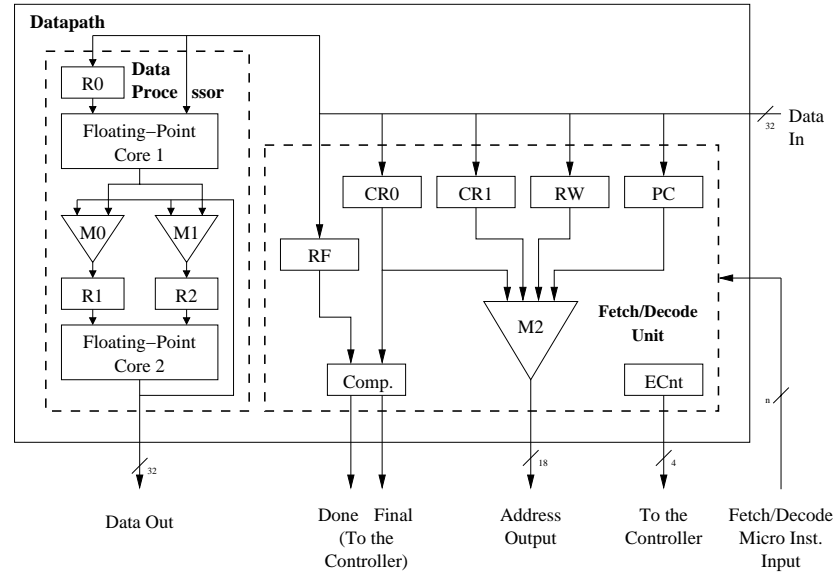 Datapath
Data
Processor
R0
Floating−Point
Core 1
32
Data
In
CR0
CR1
RW
PC
M0
M1
RF
R1
R2
M2
Fetch/Decode
Unit
Floating−Point
Core 2
Comp.
ECnt
n
32
18
4
Data Out
Done Final
(To the
Controller)
Address
Output
To the
Controller
Fetch/Decode
Micro Inst.
Input